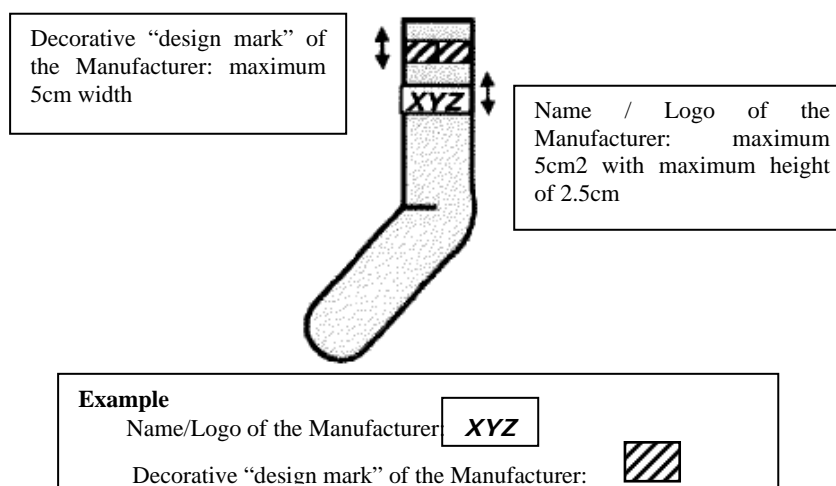 Decorative “design mark” of
the Manufacturer: maximum
5cm width
XYZ
Name / Logo of the
Manufacturer: maximum
5cm2 with maximum height
of 2.5cm
Example
Name/Logo of the Manufacturer: XYZ
Decorative “design mark” of the Manufacturer: